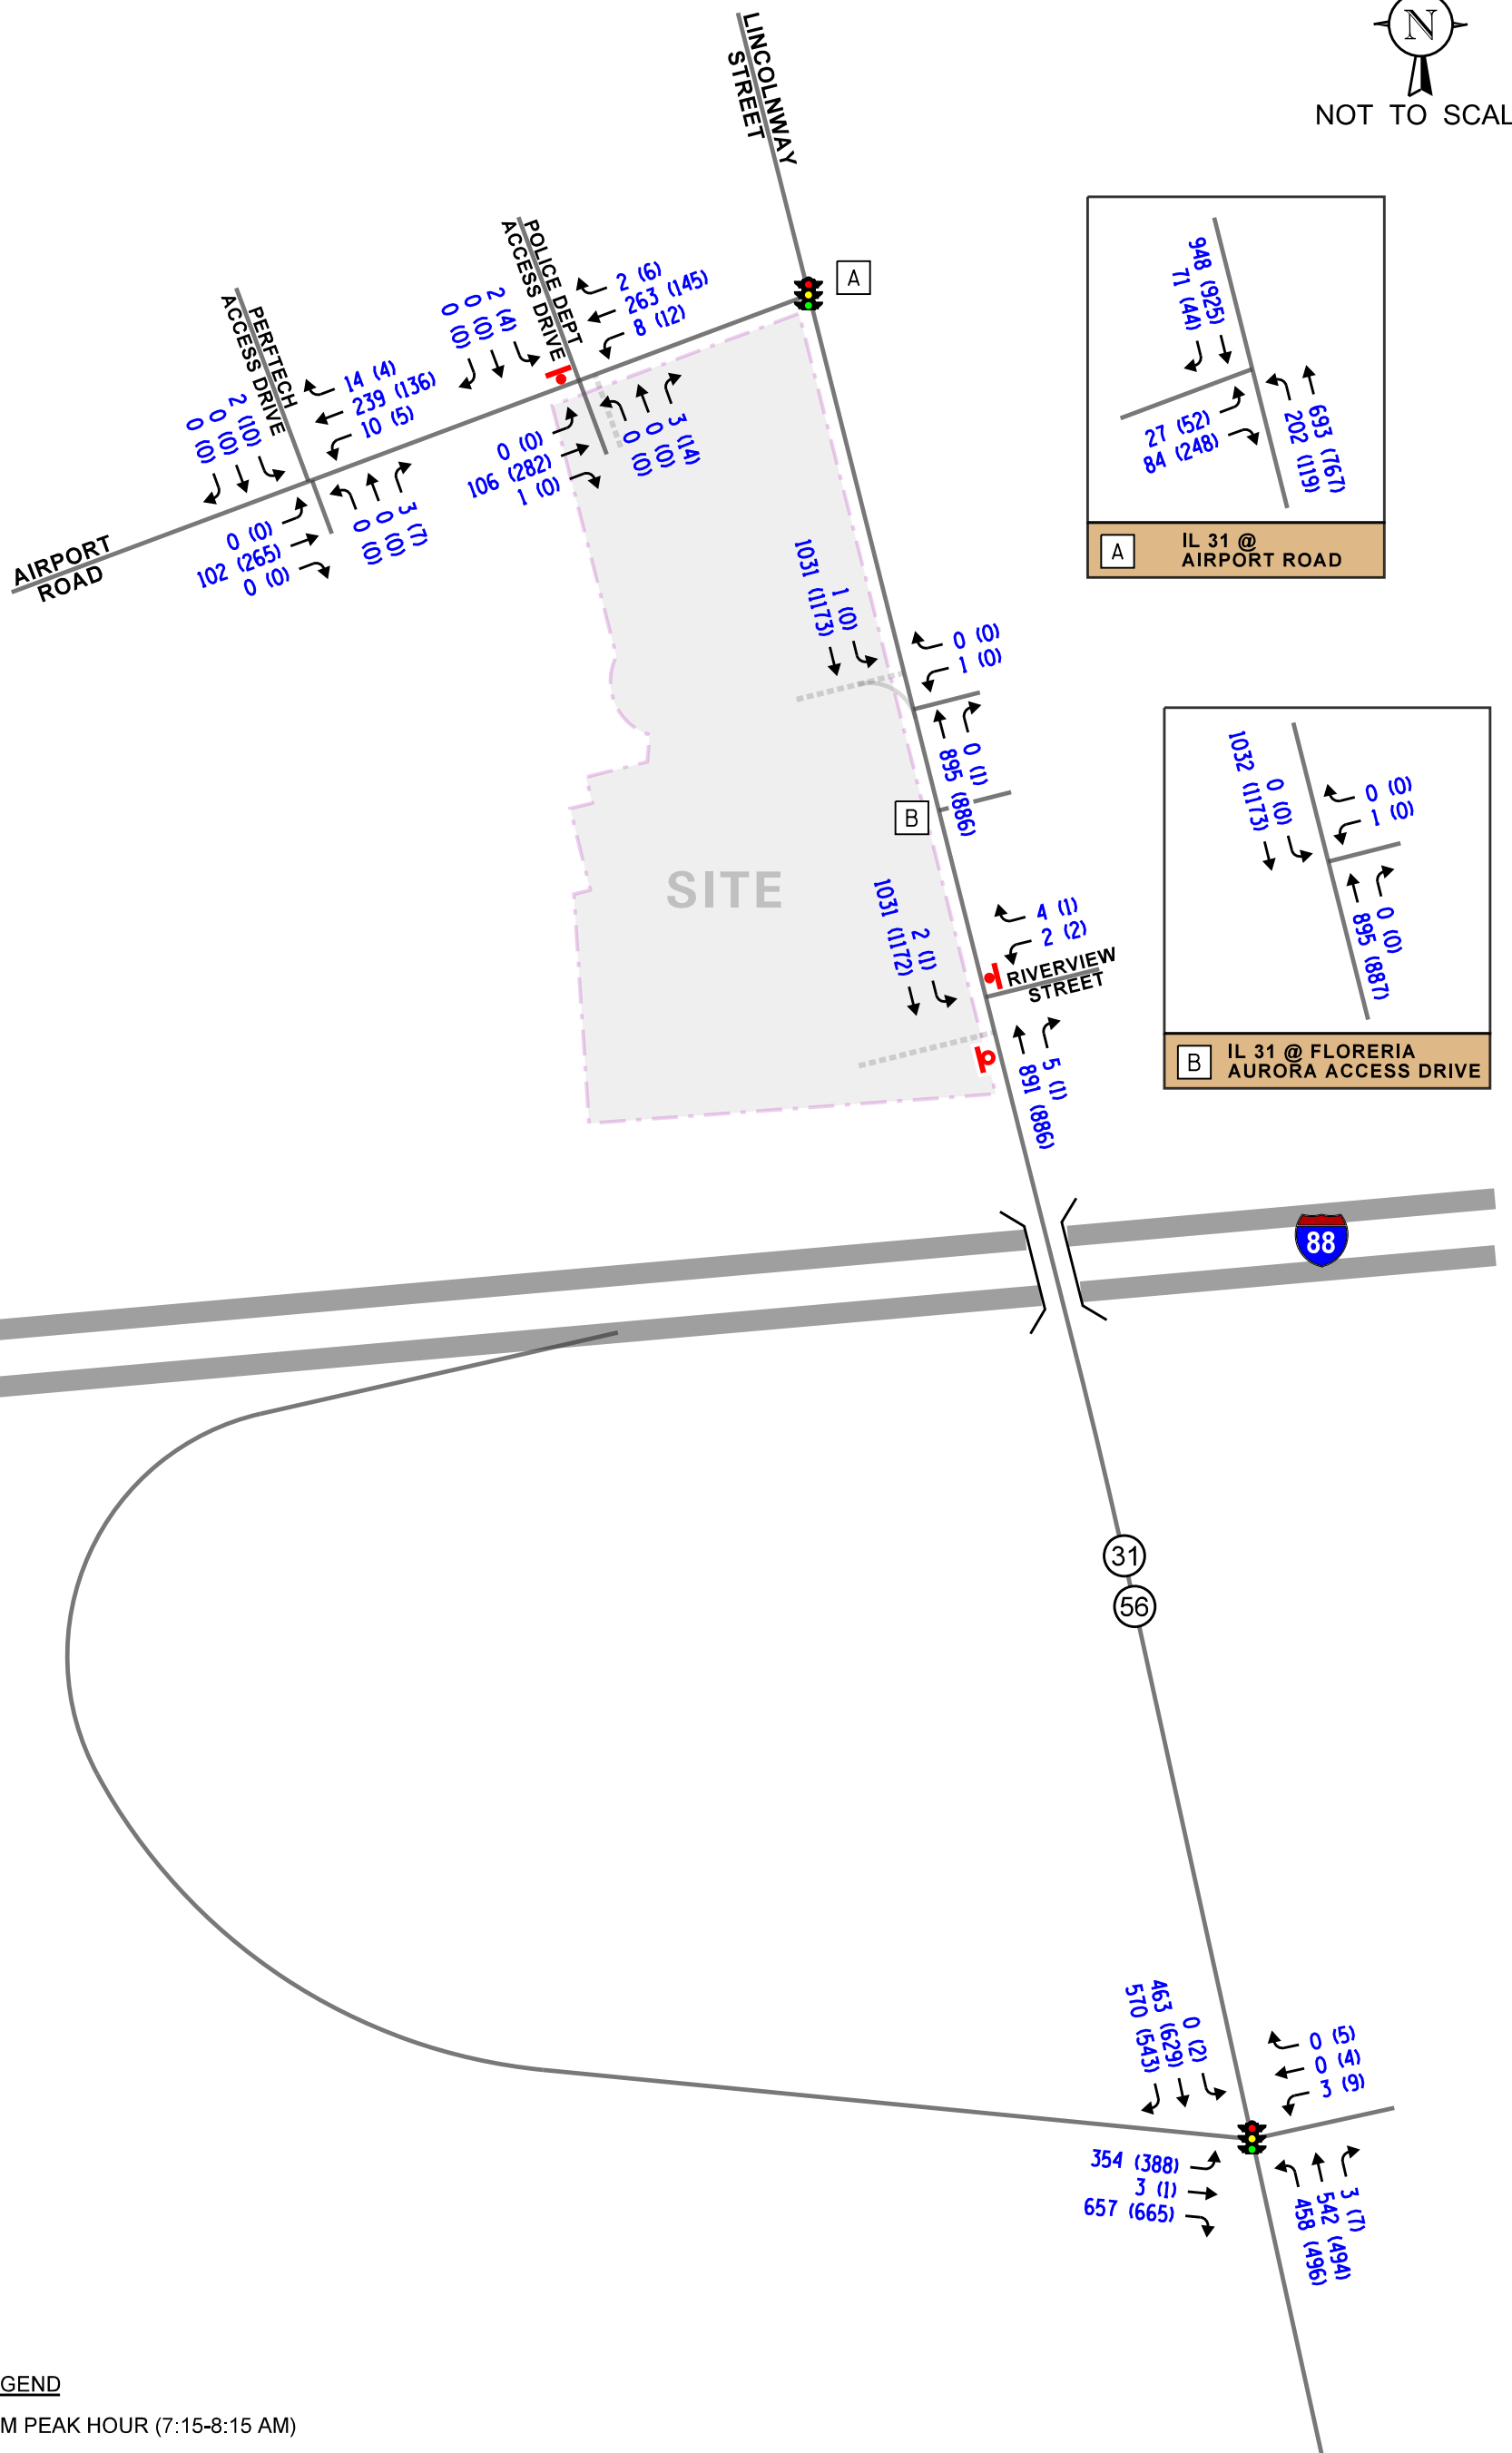 LINCOLNWAY
STREET
N
NOT TO SCAL
A
948 (925)
71 (44)
27 (52)
84 (248)
693 (767)
202 (119)
A
IL 31 @
AIRPORT ROAD
POLICE DEPT
ACCESS DRIVE
2 (6)
263 (145)
8 (12)
2 (4)
0 (0)
0 (0)
0 (0)
106 (282)
1 (0)
3 (14)
0 (0)
0 (0)
PERFTECH
ACCESS DRIVE
14 (4)
239 (136)
10 (5)
2 (10)
0 (0)
0 (0)
0 (0)
102 (265)
0 (0)
3 (7)
0 (0)
0 (0)
AIRPORT
ROAD
1 (0)
1031 (1173)
0 (0)
1 (0)
0 (1)
895 (886)
B
SITE
2 (1)
1031 (1172)
4 (1)
2 (2)
RIVERVIEW
STREET
5 (1)
891 (886)
0 (0)
1032 (1173)
0 (0)
1 (0)
0 (0)
895 (887)
B
IL 31 @ FLORERIA
AURORA ACCESS DRIVE
88
31
56
0 (2)
463 (629)
570 (543)
0 (5)
0 (4)
3 (9)
354 (388)
3 (1)
657 (665)
3 (7)
542 (494)
458 (496)
GEND
M PEAK HOUR (7:15-8:15 AM)